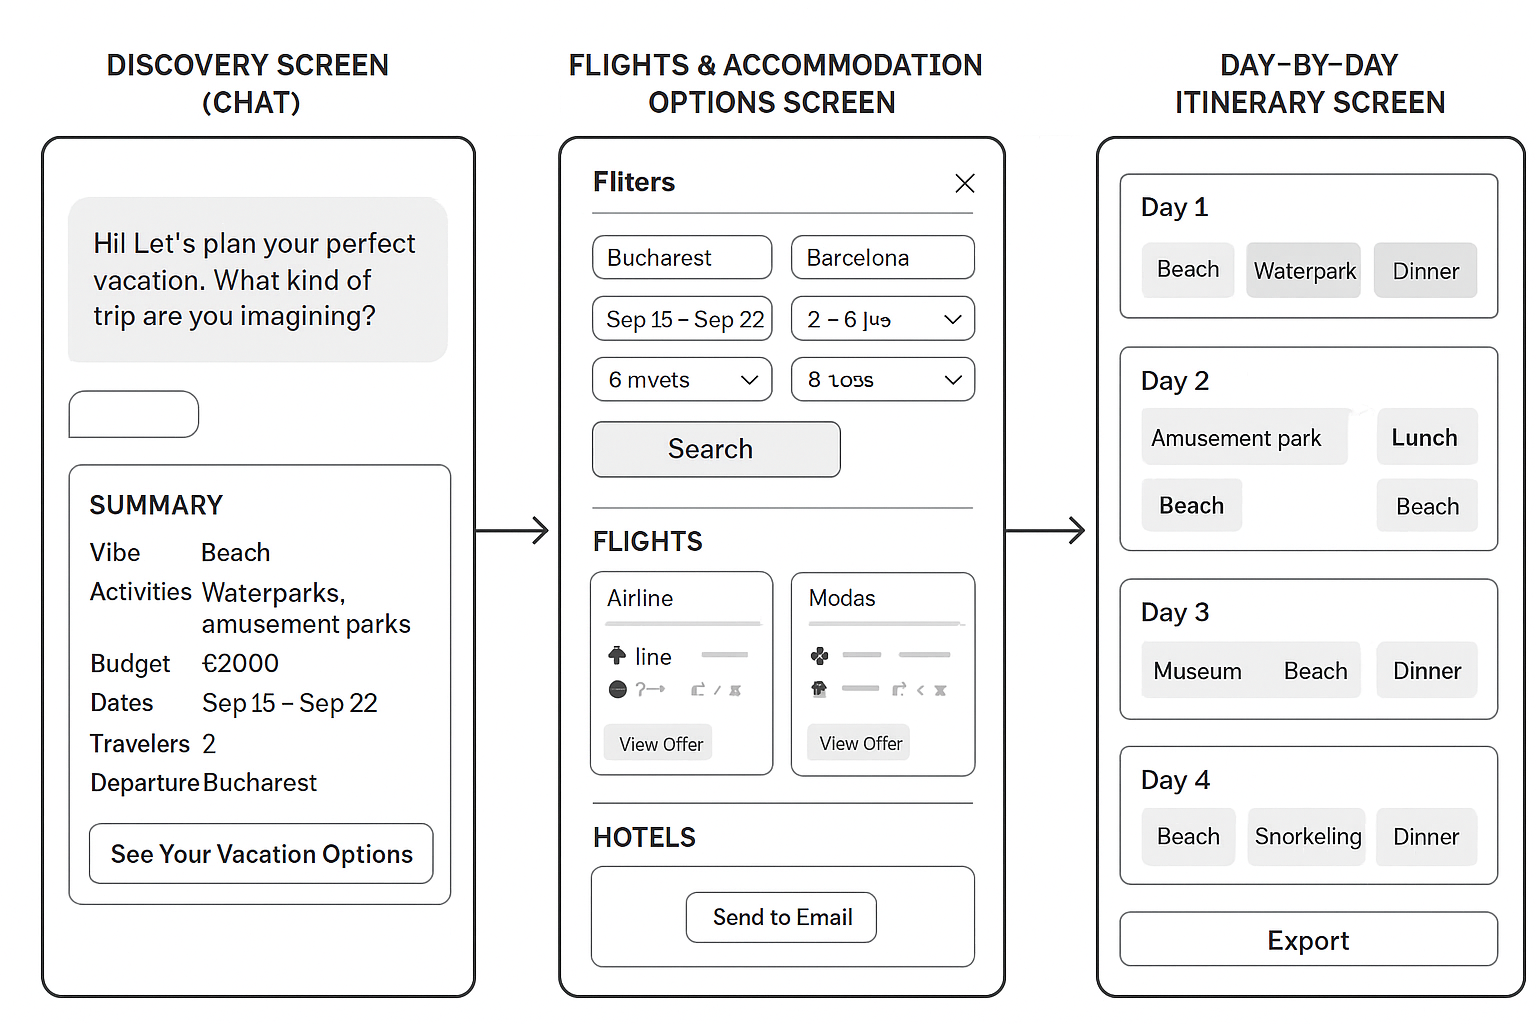 DISCOVERY SCREEN
(CHAT)
Hil Let's plan your perfect
vacation. What kind of
trip are you imagining?
SUMMARY
Vibe Beach
Activities Waterparks,
amusement parks
Budget €2000
Dates Sep 15 – Sep 22
Travelers 2
Departure Bucharest
See Your Vacation Options
FLIGHTS & ACCOMMODATION
OPTIONS SCREEN
Fliters
Bucharest Barcelona
Sep 15 – Sep 22 2 – 6
6 mvets 8
Search
FLIGHTS
Airline
line
View Offer
Modas
View Offer
HOTELS
Send to Email
DAY-BY-DAY
ITINERARY SCREEN
Day 1
Beach Waterpark Dinner
Day 2
Amusement park Lunch
Beach Beach
Day 3
Museum Beach Dinner
Day 4
Beach Snorkeling Dinner
Export